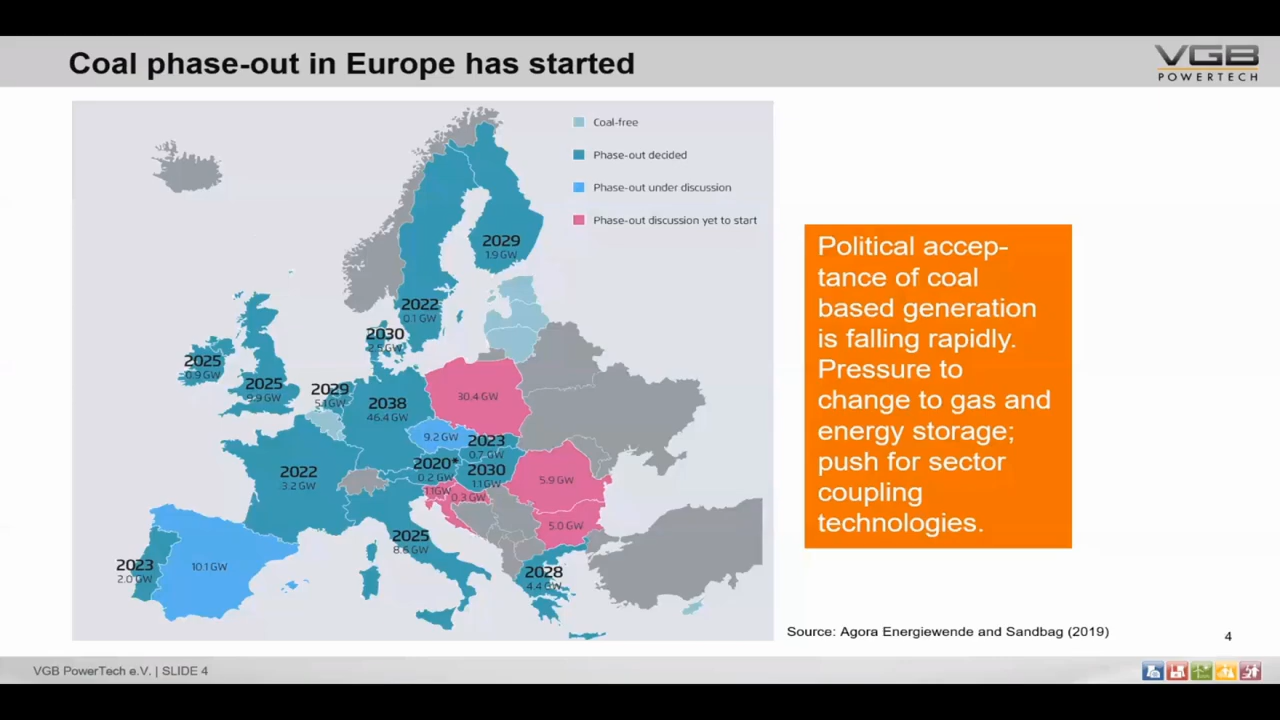 Coal phase-out in Europe has started
VGB
POWERTECH
Coal-free
Phase-out decided
Phase-out under discussion
Phase-out discussion yet to start
2029
1.9 GW
2022
0.1 GW
2030
2.5 GW
2025
0.9 GW
2025
9.9 GW
2029
5.1GW
2038
46.4 GW
30.4 GW
9.2 GW
2023
0.7 GW
2020*
0.2 GW
2030
1.1GW
2022
3.2 GW
1.1GW
0.3 GW
5.9 GW
5.0 GW
2025
8.6 GW
2023
2.0 GW
10.1 GW
2028
4.4 GW
Political accep-
tance of coal
based generation
is falling rapidly.
Pressure to
change to gas and
energy storage;
push for sector
coupling
technologies.
Source: Agora Energiewende and Sandbag (2019)
4
VGB PowerTech e.V. | SLIDE 4